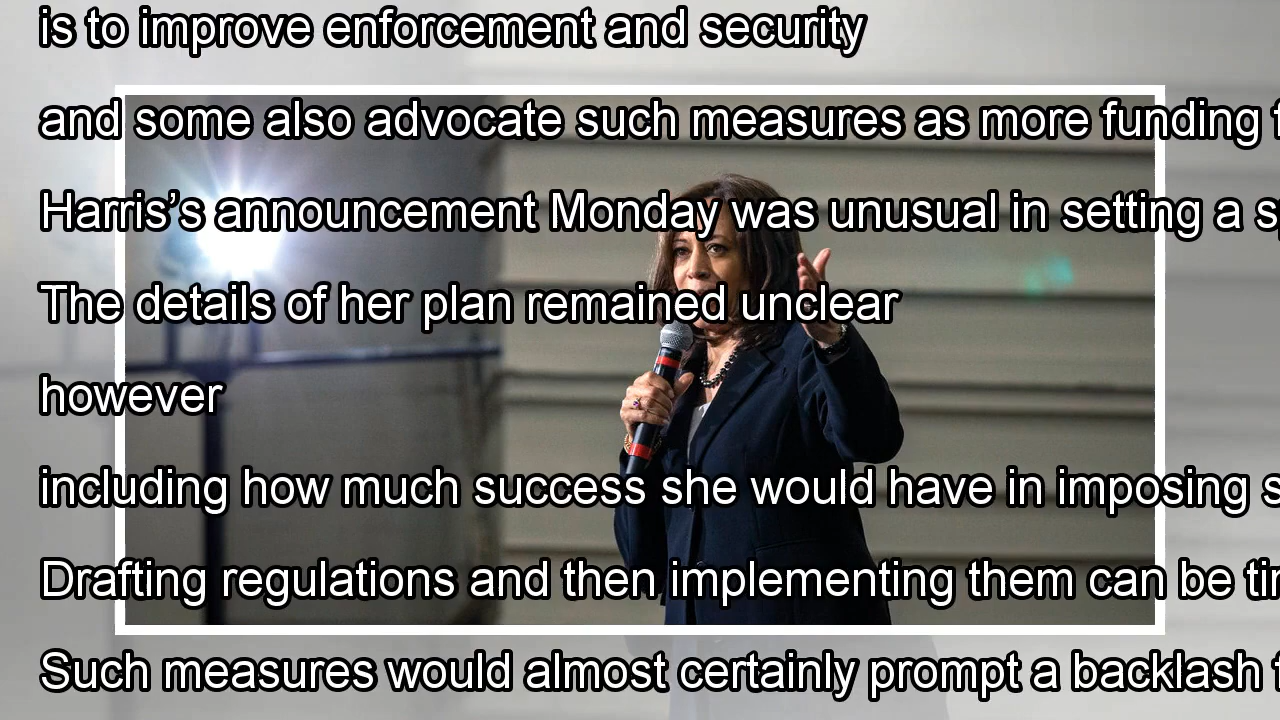 is to improve enforcement and security
and some also advocate such measures as more funding
Harris’s announcement Monday was unusual in setting a
The details of her plan remained unclear
however
including how much success she would have in imposing
Drafting regulations and then implementing them can be
Such measures would almost certainly prompt a backlash